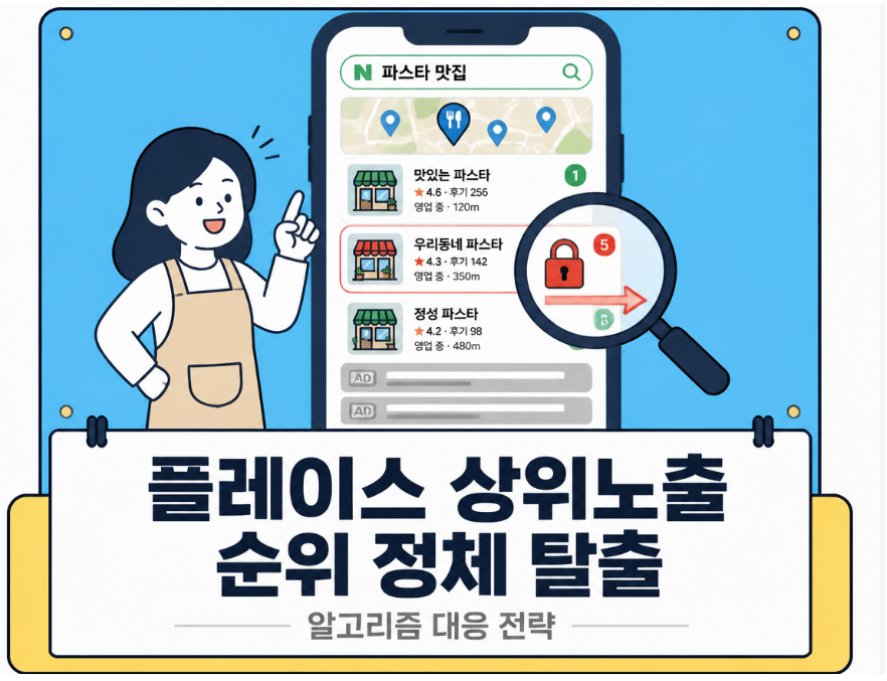 N 파스타 맛집
맛있는 파스타
1
★ 4.6 · 후기 256
영업 중 · 120m
우리동네 파스타
5
★ 4.3 · 후기 142
영업 중 · 350m
정성 파스타
★ 4.2 · 후기 98
영업 중 · 480m
AD
AD
플레이스 상위노출
순위 정체 탈출
알고리즘 대응 전략